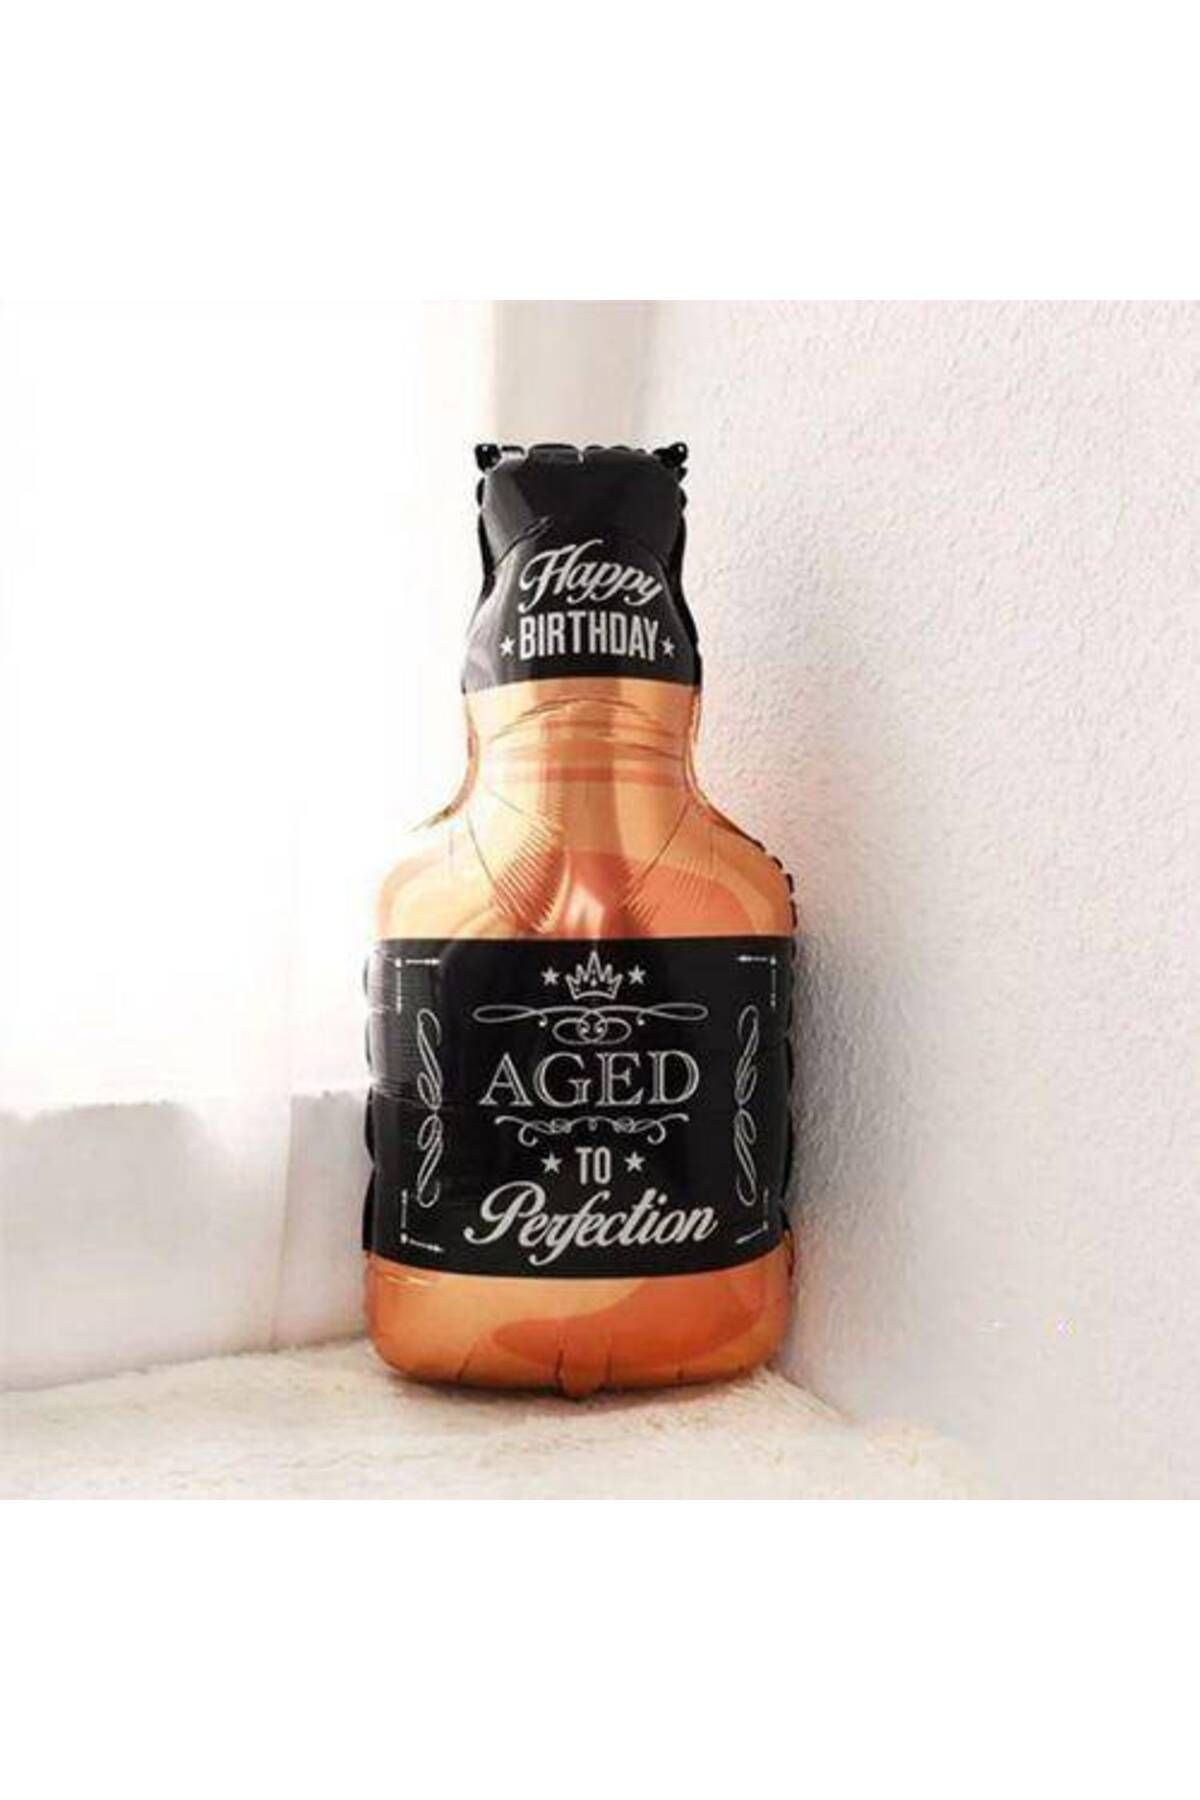 Happy
BIRTHDAY
AGED
TO
Perfection